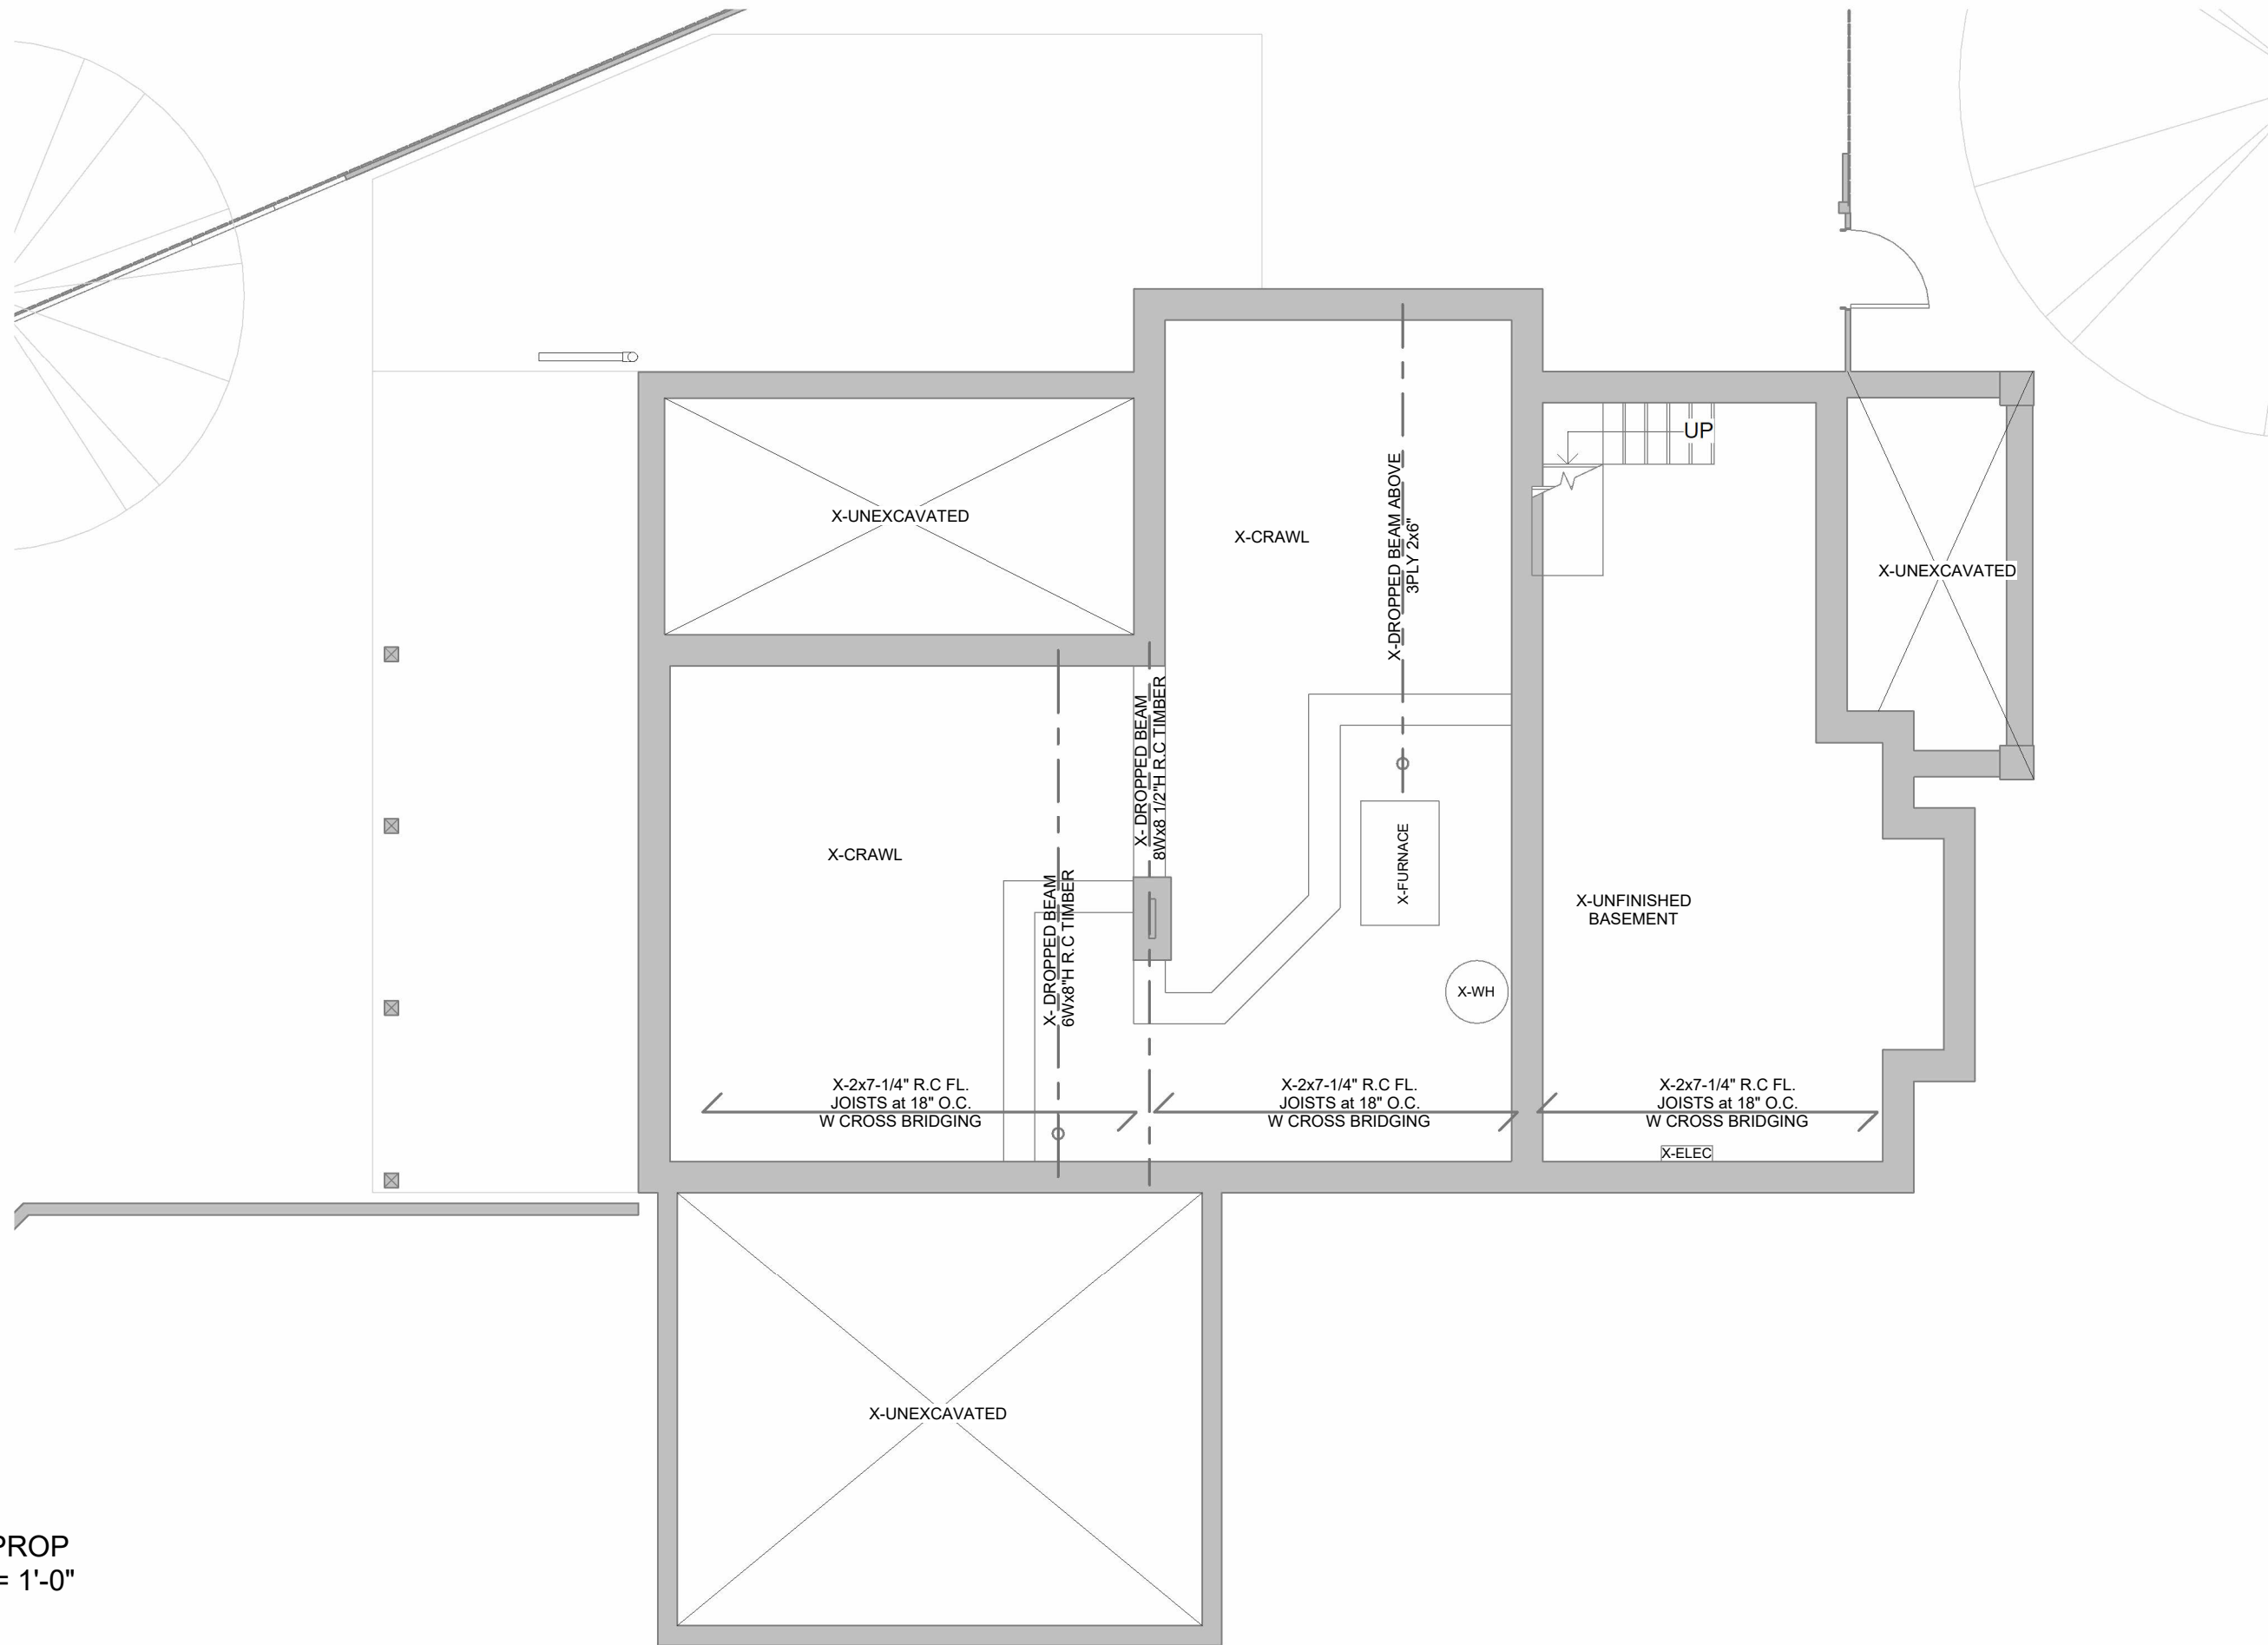 UP
X-UNEXCAVATED
X-CRAWL
X-DROPPED BEAM ABOVE
3PLY 2x6"
X-UNEXCAVATED
X- DROPPED BEAM
8Wx8 1/2"H R.C TIMBER
X-CRAWL
X-FURNACE
X- DROPPED BEAM
6Wx8"H R.C TIMBER
X-UNFINISHED
BASEMENT
X-WH
X-2x7-1/4" R.C FL.
JOISTS at 18" O.C.
W CROSS BRIDGING
X-2x7-1/4" R.C FL.
JOISTS at 18" O.C.
W CROSS BRIDGING
X-2x7-1/4" R.C FL.
JOISTS at 18" O.C.
W CROSS BRIDGING
X-ELEC
X-UNEXCAVATED
PROP
= 1'-0"